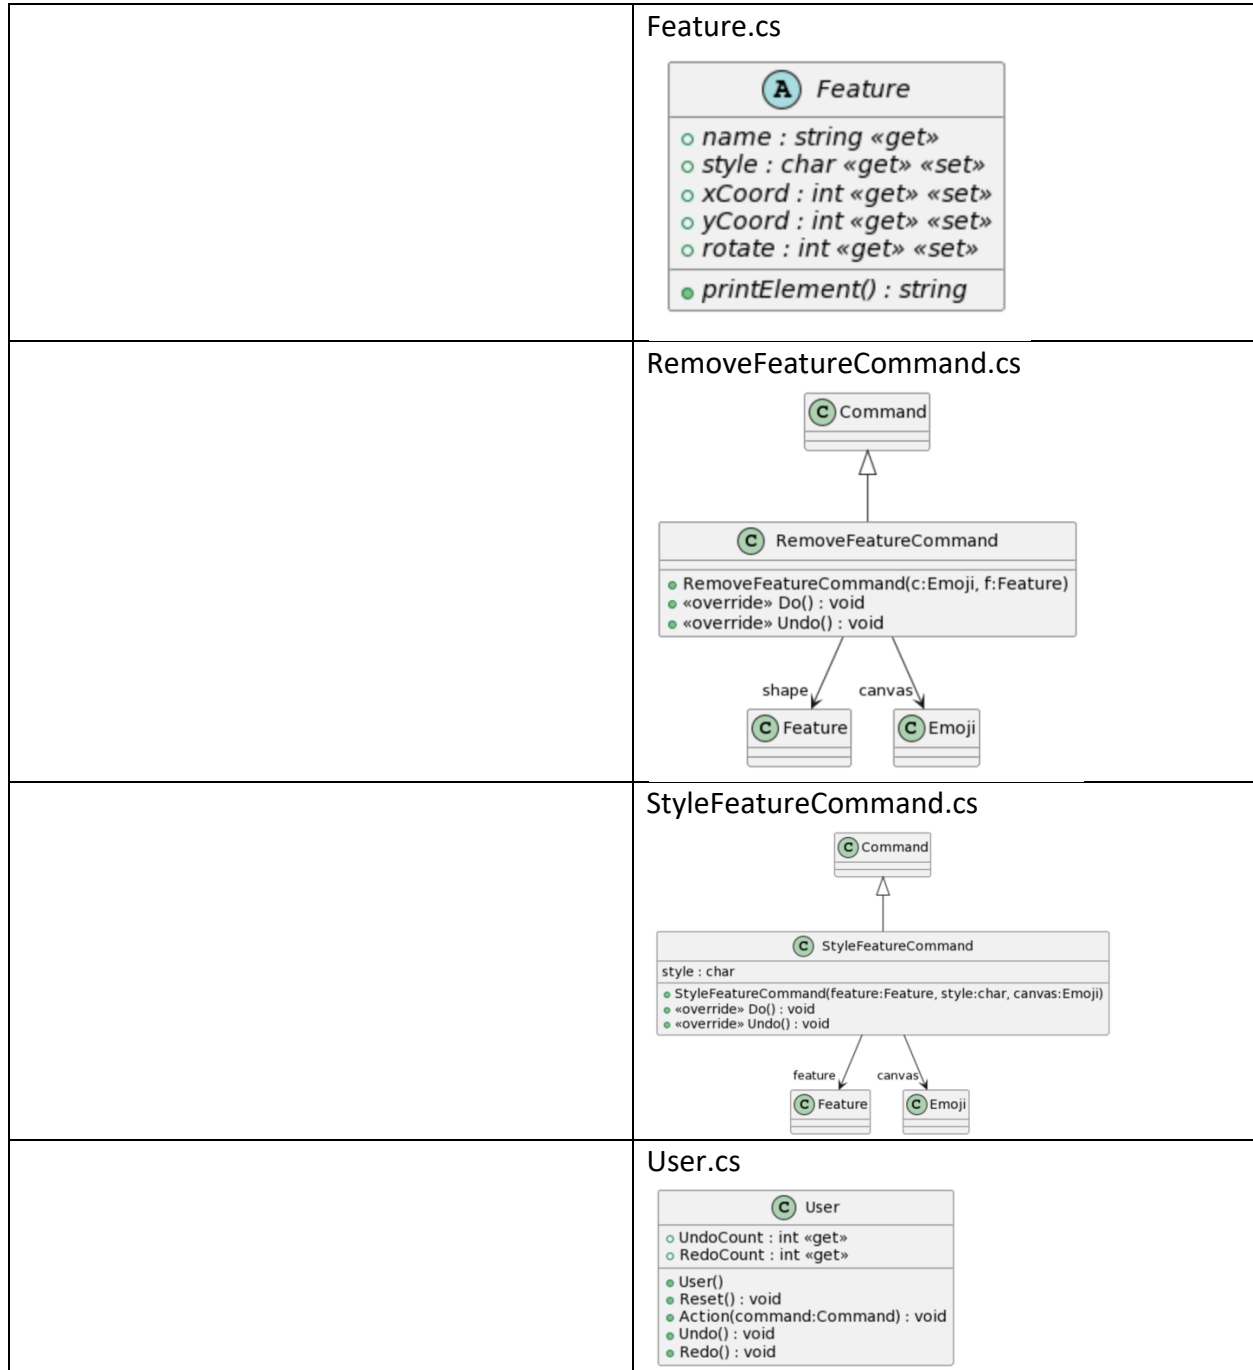 Feature.cs
A Feature
name : string «get»
style : char «get» «set»
xCoord : int «get» «set»
yCoord : int «get» «set»
rotate : int «get» «set»
printElement() : string
RemoveFeatureCommand.cs
C Command
C RemoveFeatureCommand
RemoveFeatureCommand(c:Emoji, f:Feature)
«override» Do() : void
«override» Undo() : void
shape canvas
C Feature C Emoji
StyleFeatureCommand.cs
C Command
C StyleFeatureCommand
style : char
StyleFeatureCommand(feature:Feature, style:char, canvas:Emoji)
«override» Do() : void
«override» Undo() : void
feature canvas
C Feature C Emoji
User.cs
C User
UndoCount : int «get»
RedoCount : int «get»
User()
Reset() : void
Action(command:Command) : void
Undo() : void
Redo() : void